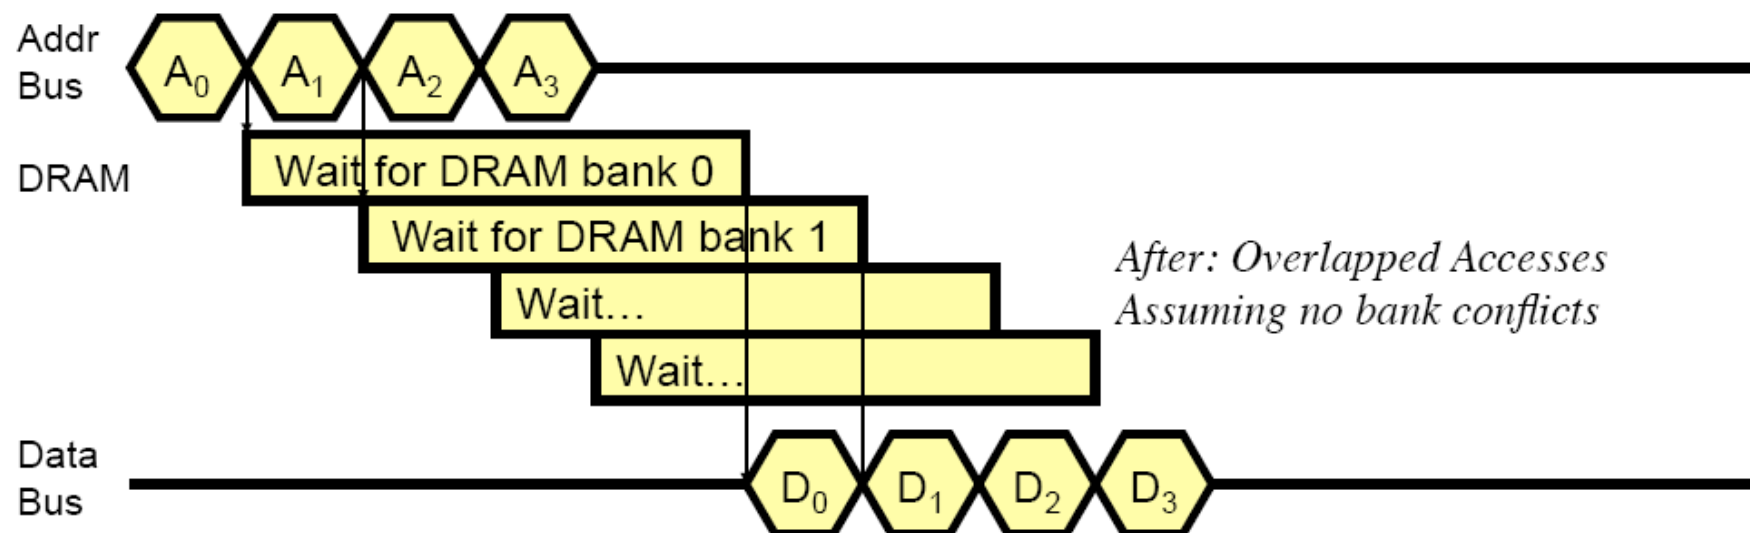 Addr
Bus
A₀ A₁ A₂ A₃
DRAM
Wait for DRAM bank 0
Wait for DRAM bank 1
Wait...
Wait...
After: Overlapped Accesses
Assuming no bank conflicts
Data
Bus
D₀ D₁ D₂ D₃